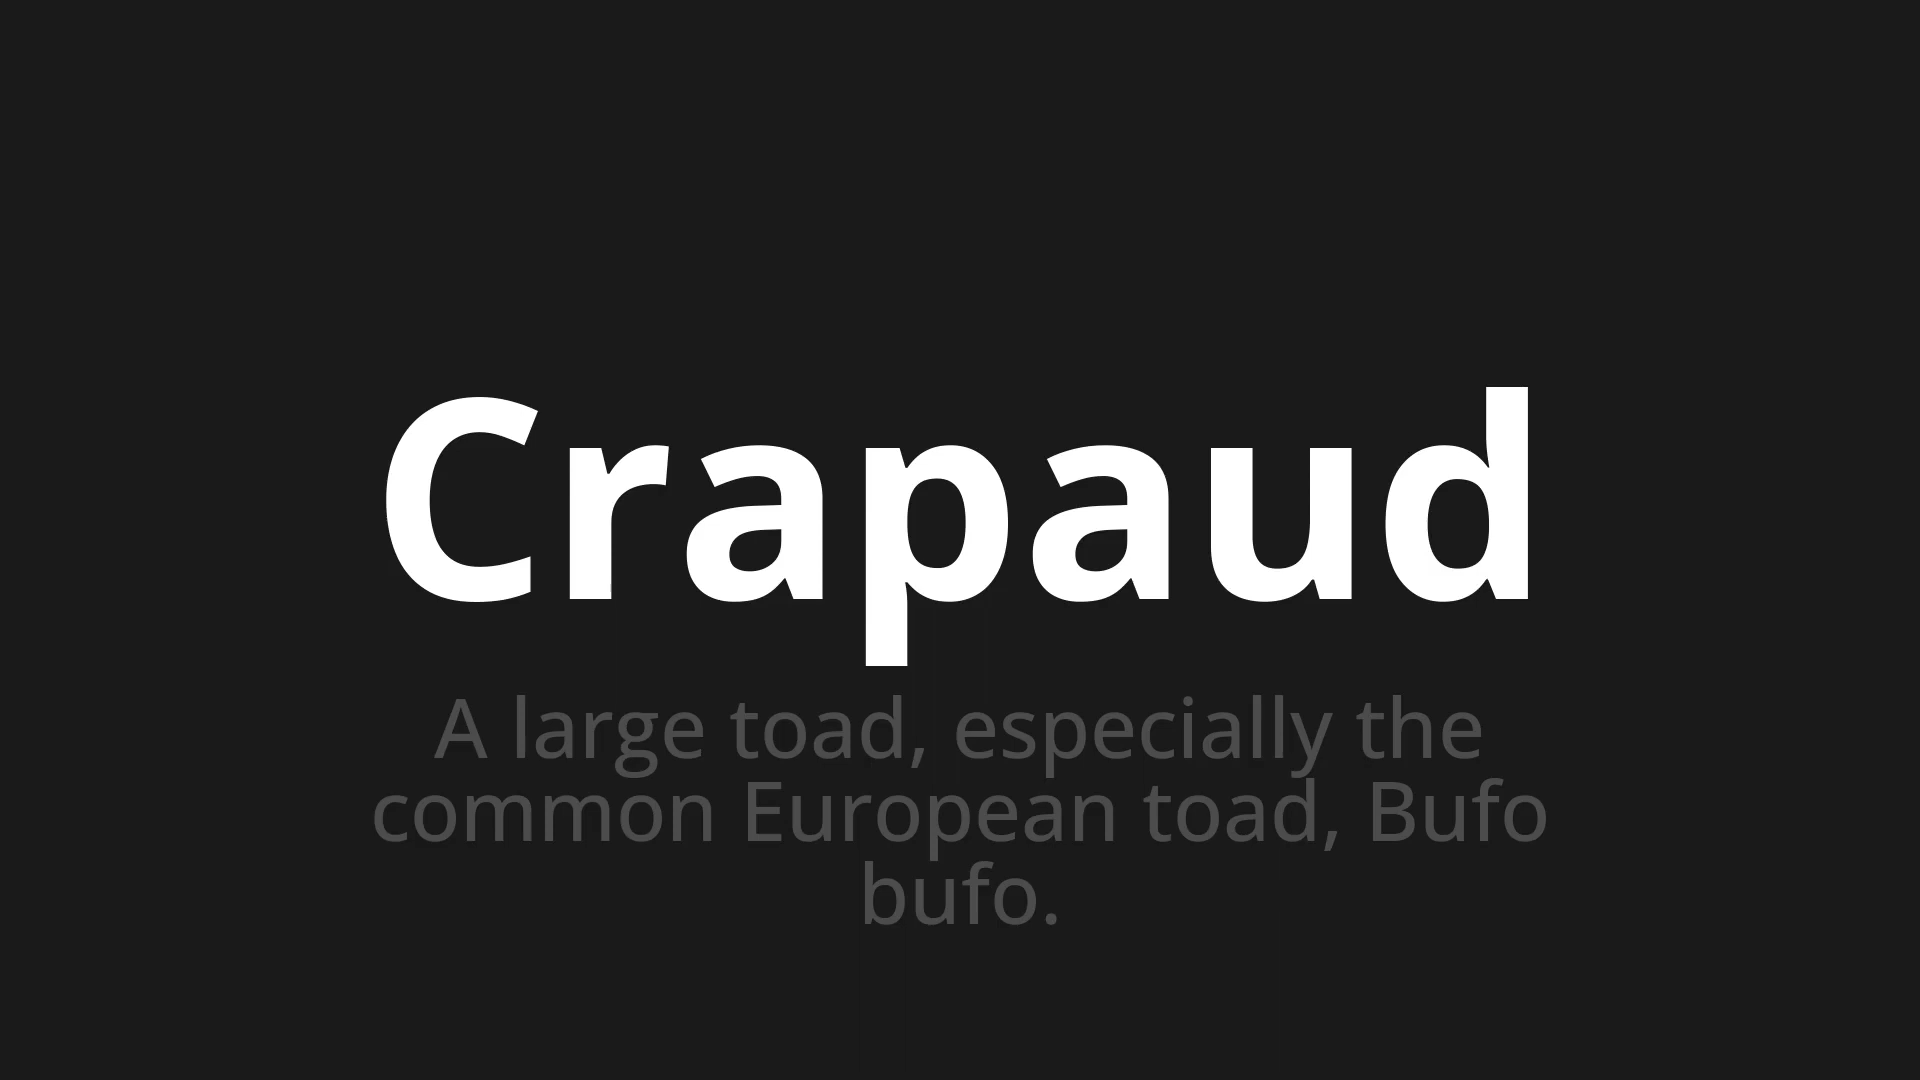 Crapaud
A large toad, especially the
common European toad, Bufo
bufo.